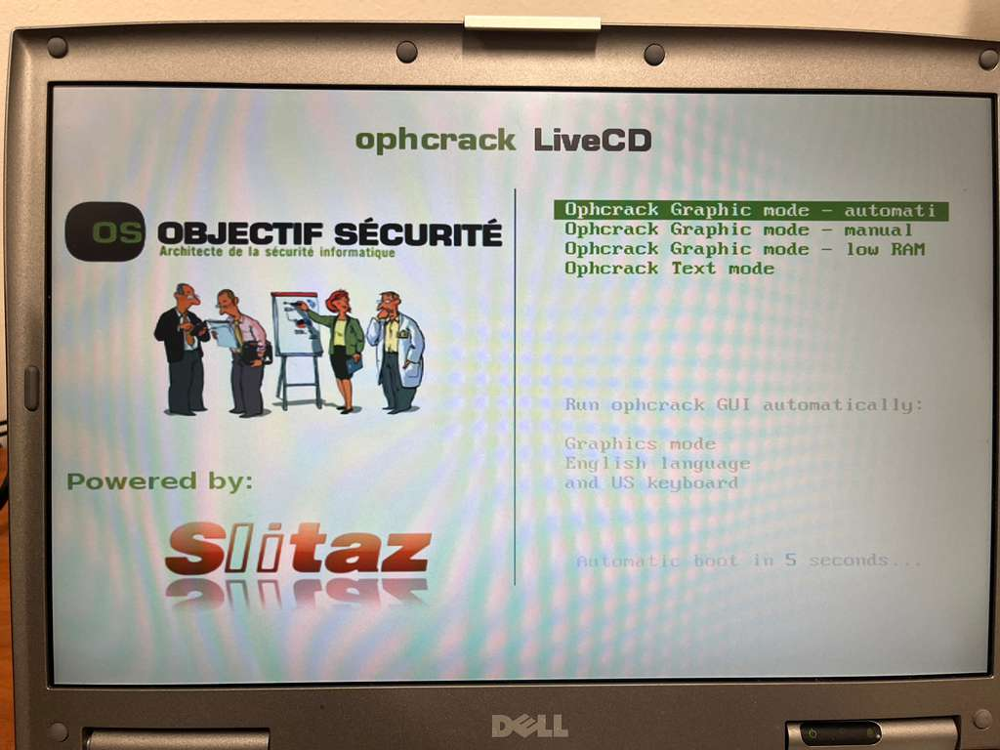 ophcrack LiveCD
OS OBJECTIF SÉCURITÉ
Architecte de la sécurité informatique
Powered by:
Slitaz
Ophcrack Graphic mode - automati
Ophcrack Graphic mode - manual
Ophcrack Graphic mode - low RAM
Ophcrack Text mode
Run ophcrack GUI automatically:
Graphics mode
English language
and US keyboard
Automatic boot in 5 seconds...
DELL